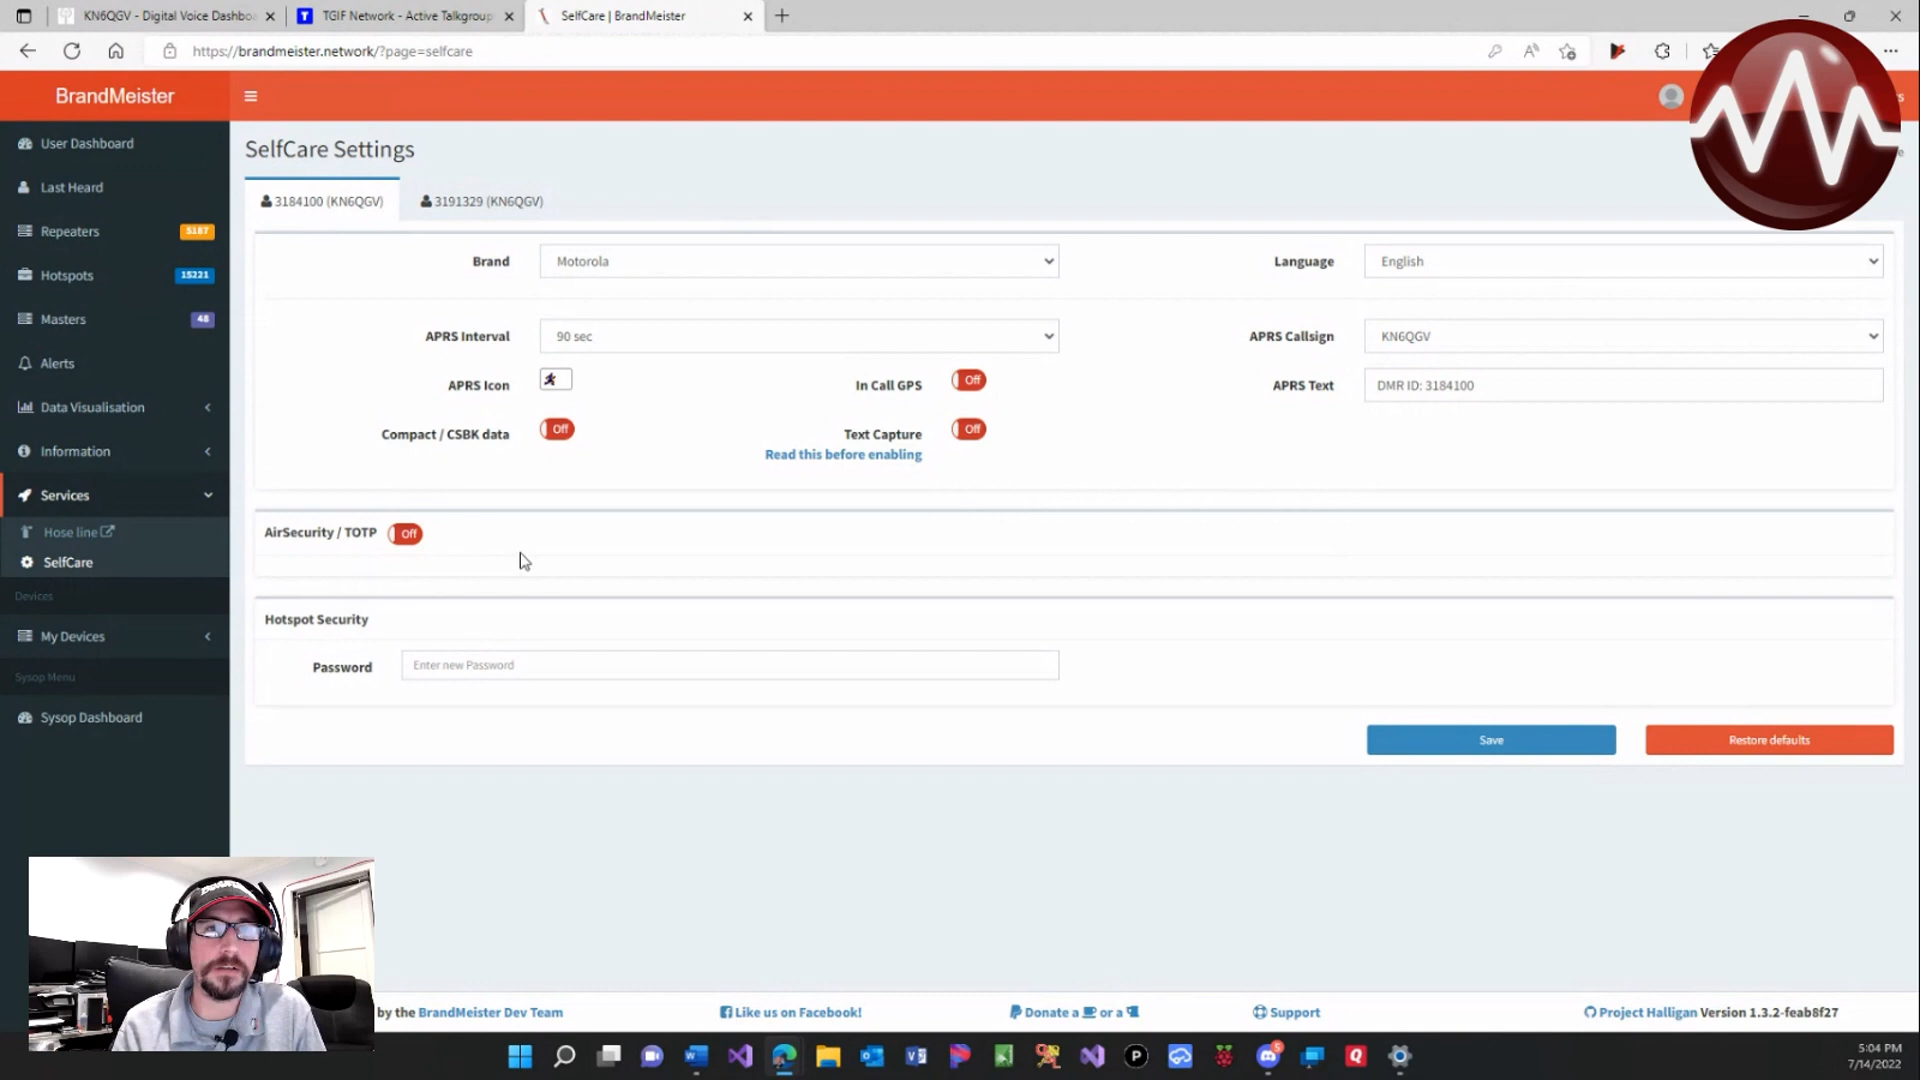 KN6QGV - Digital Voice Dashbo
TGIF Network - Active Talkgroup
SelfCare | BrandMeister
https://brandmeister.network/?page=selfcare
BrandMeister
User Dashboard
Last Heard
Repeaters 5187
Hotspots 15221
Masters 48
Alerts
Data Visualisation
Information
Services
Hose line
SelfCare
Devices
My Devices
Sysop Menu
Sysop Dashboard
SelfCare Settings
3184100 (KN6QGV)
3191329 (KN6QGV)
Brand Motorola
Language English
APRS Interval 90 sec
APRS Callsign KN6QGV
APRS Icon
In Call GPS Off
APRS Text DMR ID: 3184100
Compact / CSBK data Off
Text Capture Off
Read this before enabling
AirSecurity / TOTP Off
Hotspot Security
Password Enter new Password
Save
Restore defaults
by the BrandMeister Dev Team
Like us on Facebook!
Donate a or a
Support
Project Halligan Version 1.3.2-feab8f27
5:04 PM
7/14/2022